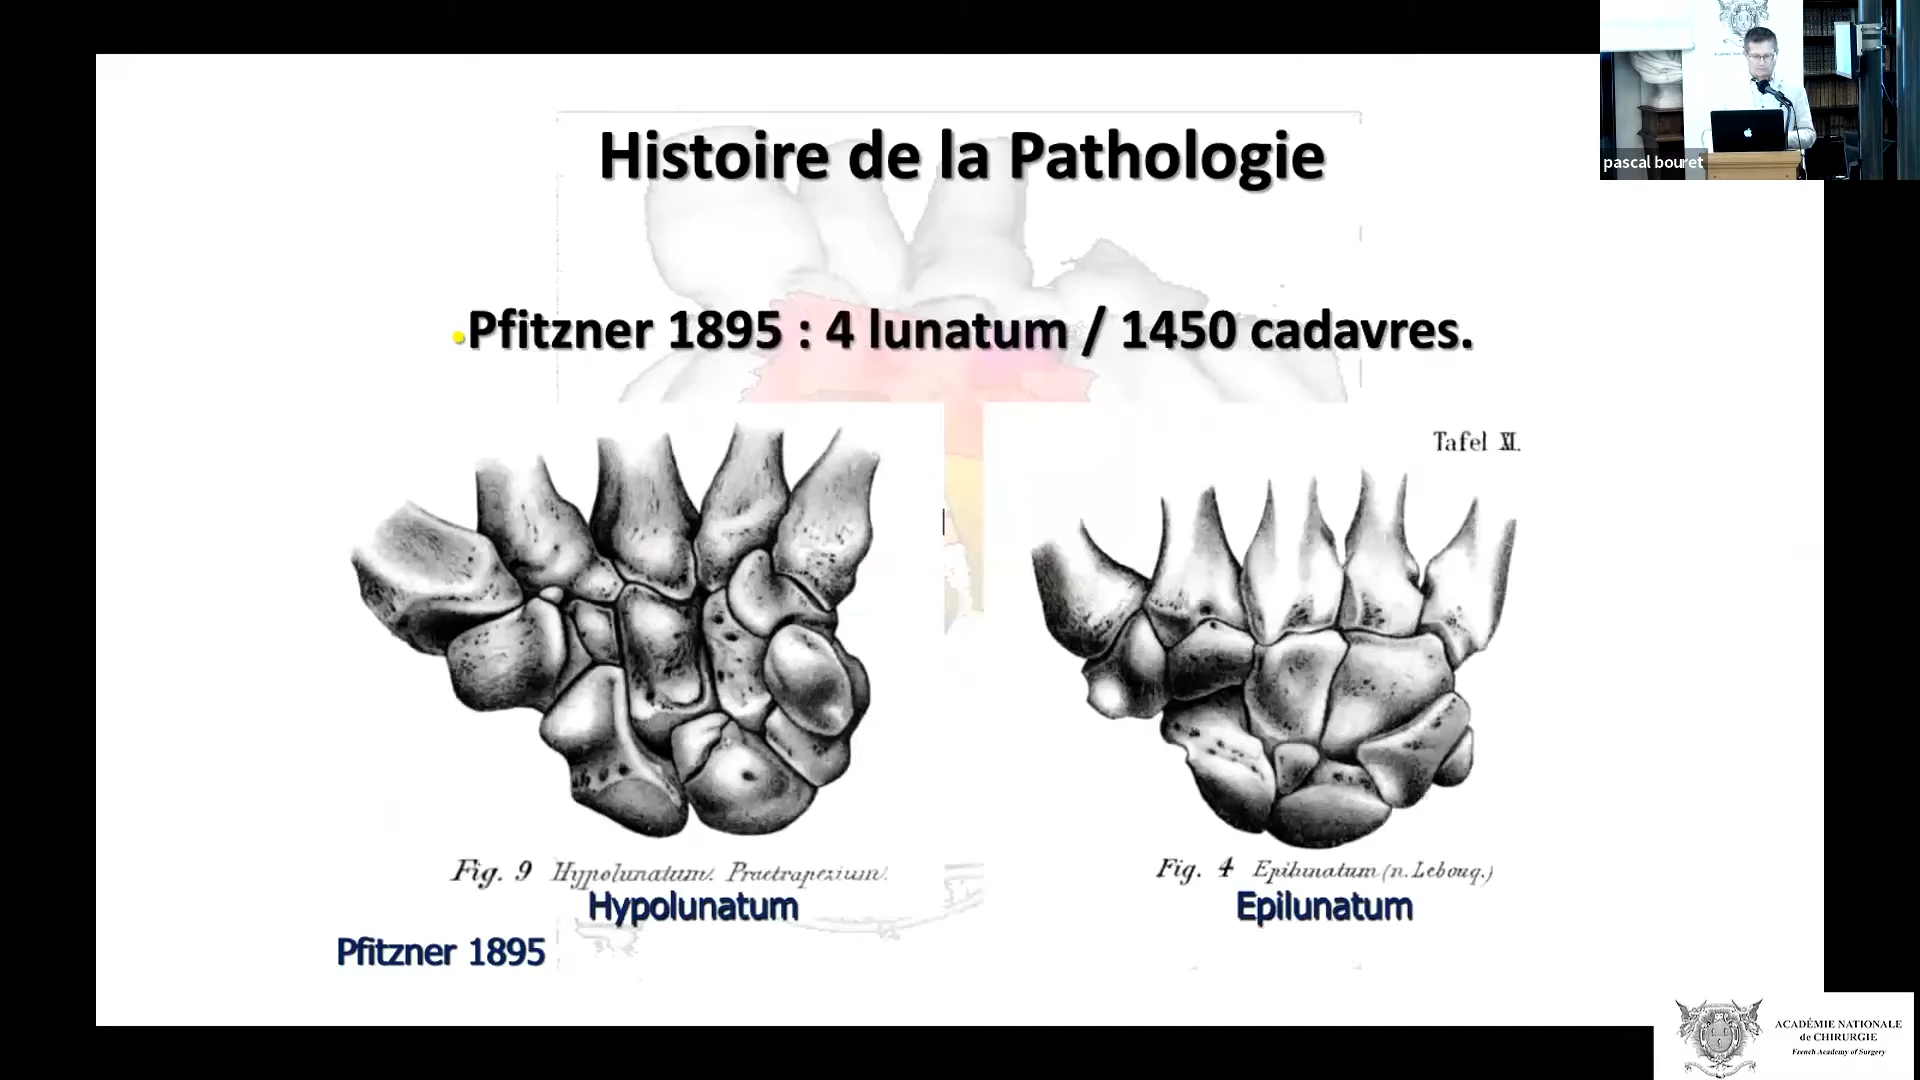 Histoire de la Pathologie
pascal bouret
Pfitzner 1895 : 4 lunatum / 1450 cadavres.
Tafel XI.
Fig. 9 Hypolunatum. Praetrapezium.
Fig. 4 Epilunatum (n. Leboucq.)
Hypolunatum
Epilunatum
Pfitzner 1895
ACADÉMIE NATIONALE
de CHIRURGIE
French Academy of Surgery